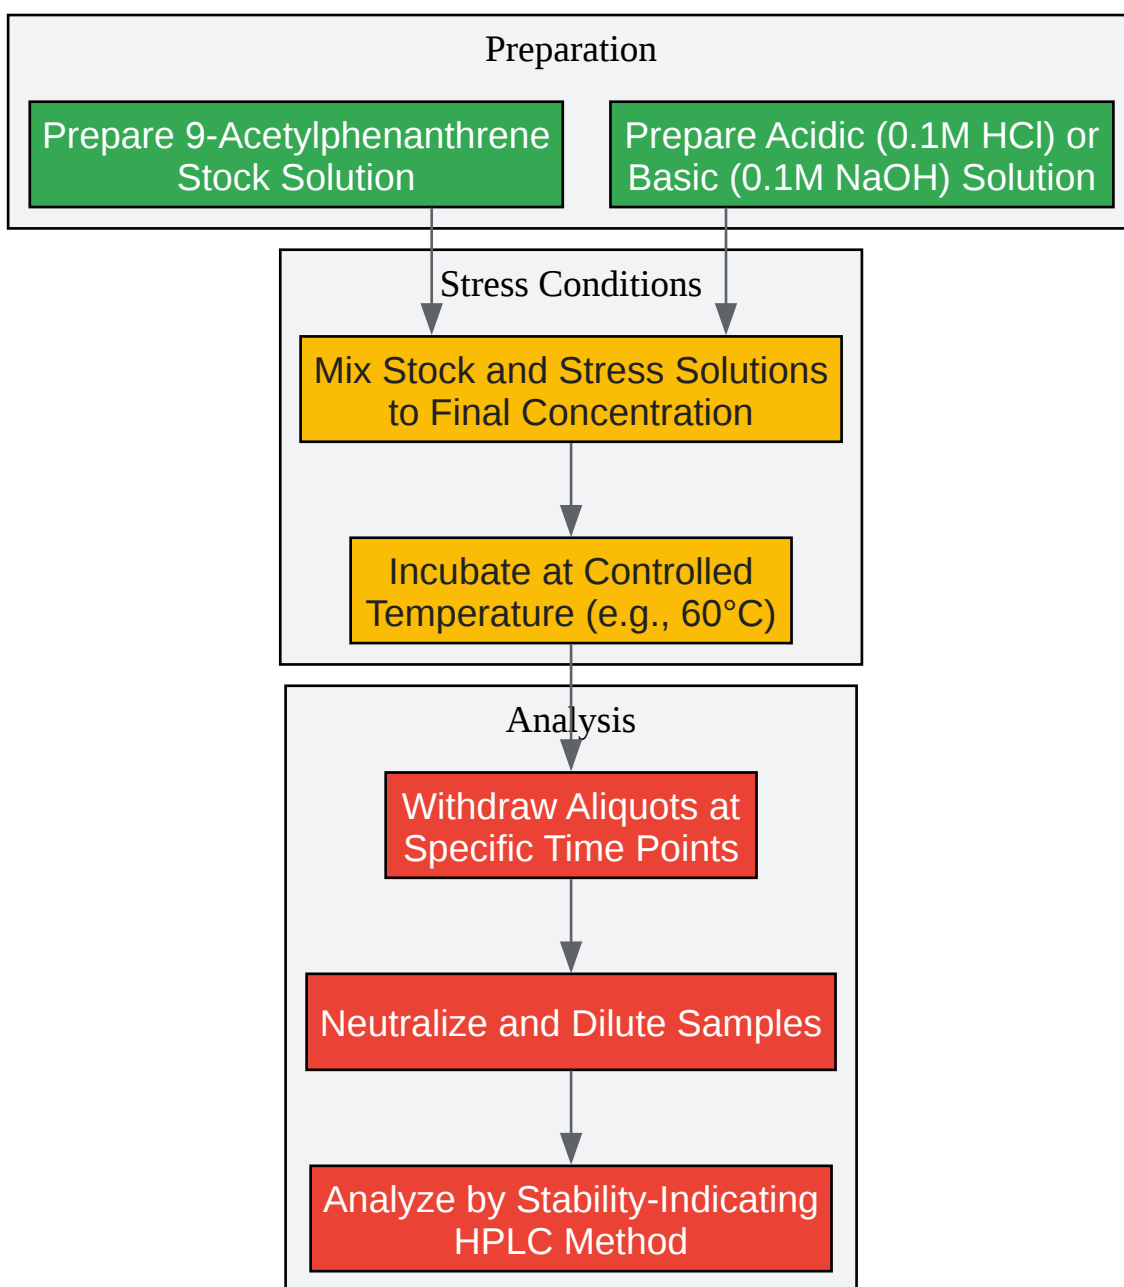 Preparation
Prepare 9-Acetylphenanthrene
Stock Solution
Prepare Acidic (0.1M HCl) or
Basic (0.1M NaOH) Solution
Stress Conditions
Mix Stock and Stress Solutions
to Final Concentration
Incubate at Controlled
Temperature (e.g., 60°C)
Analysis
Withdraw Aliquots at
Specific Time Points
Neutralize and Dilute Samples
Analyze by Stability-Indicating
HPLC Method